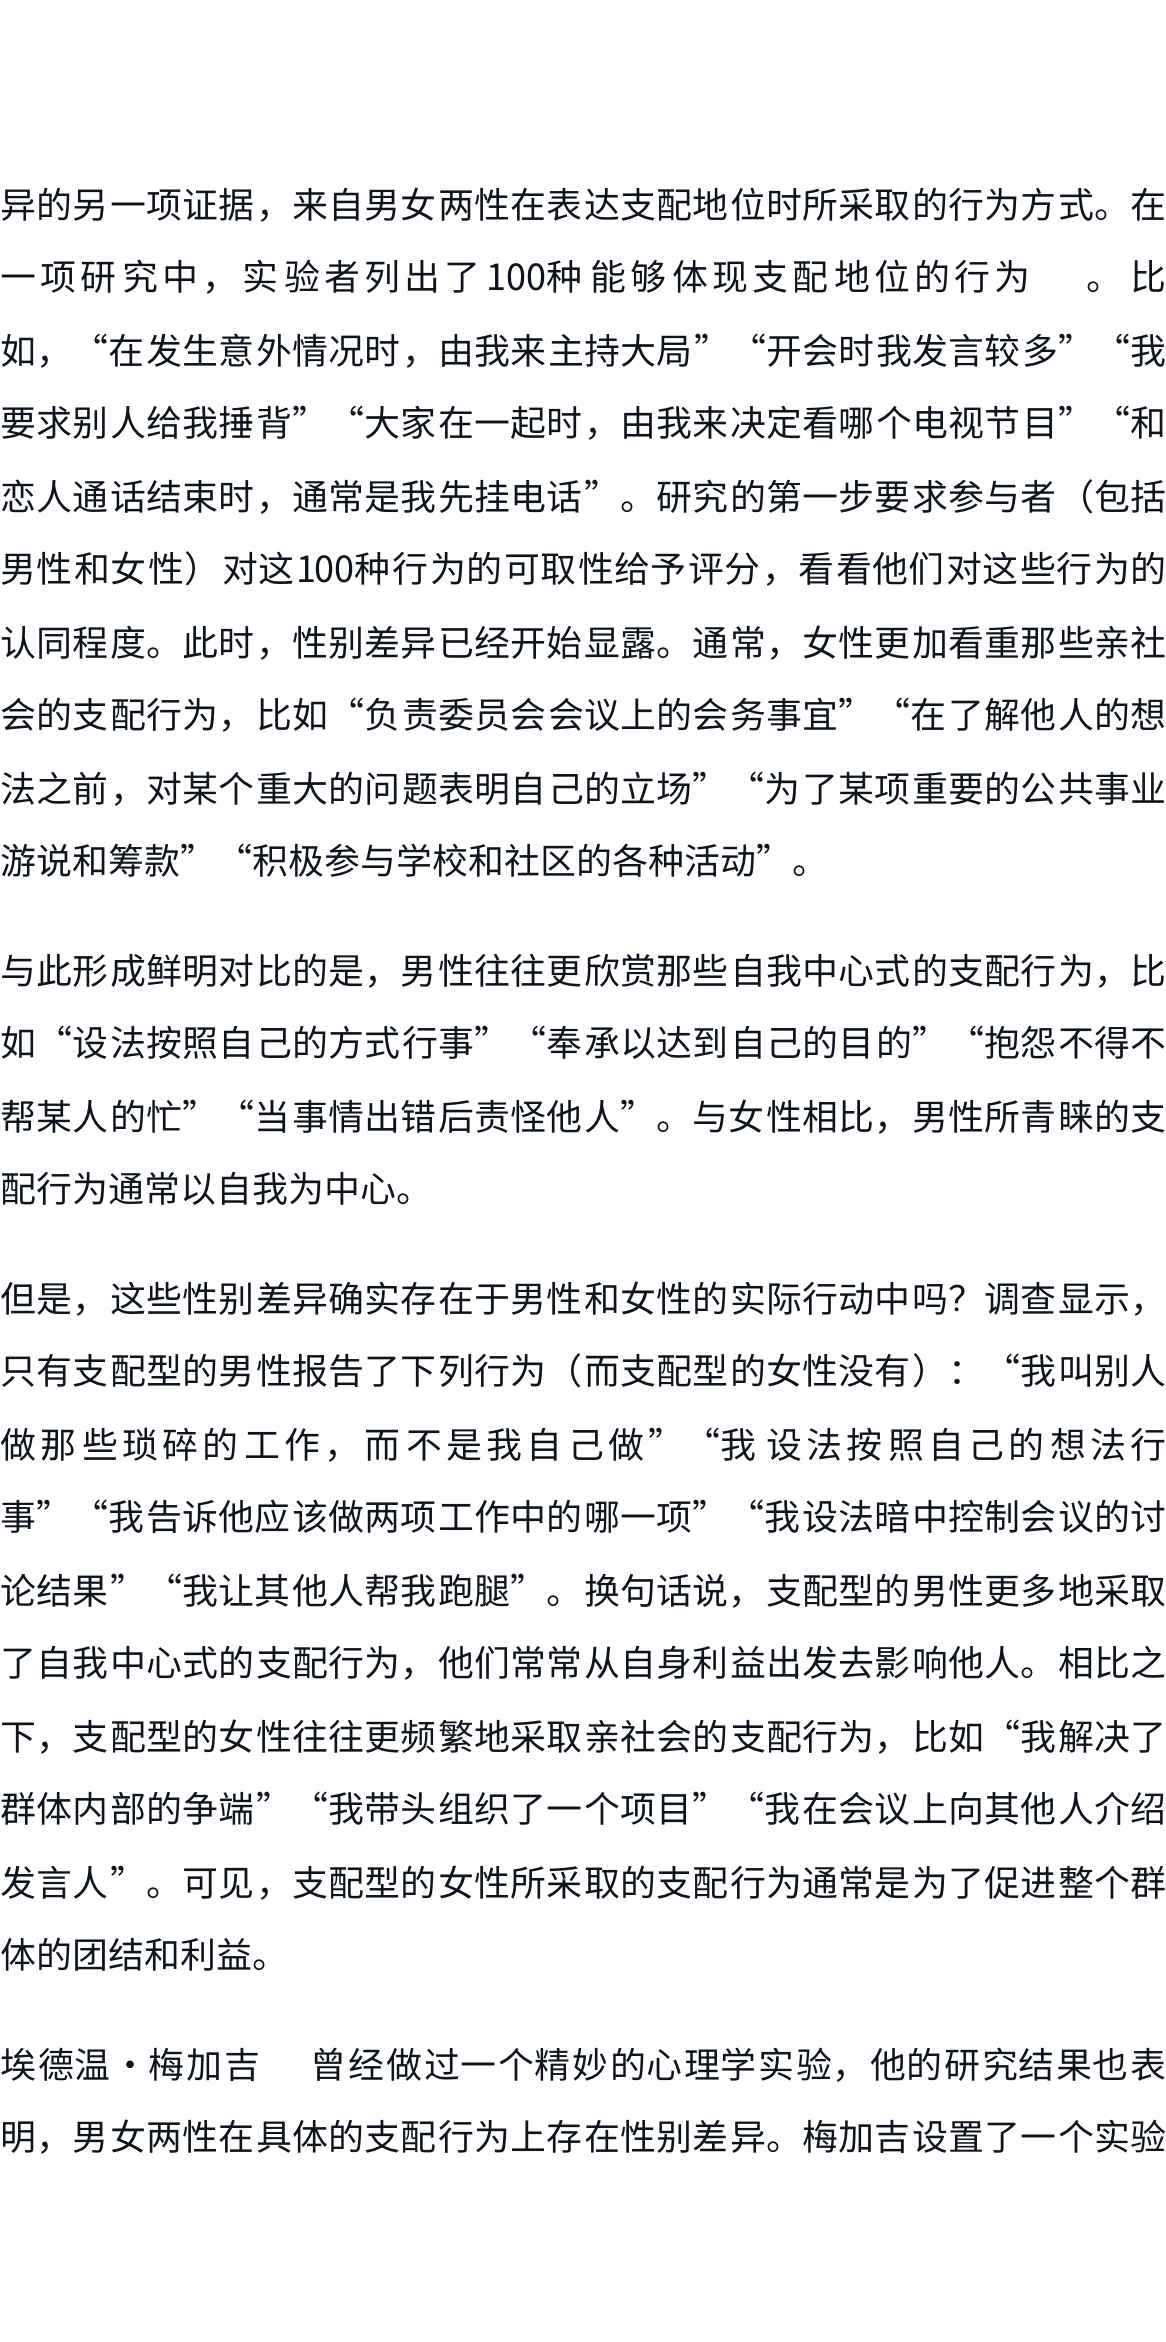 异的另一项证据，来自男女两性在表达支配地位时所采取的行为方式。在
一项研究中，实验者列出了100种能够体现支配地位的行为　。比
如，“在发生意外情况时，由我来主持大局”“开会时我发言较多”“我
要求别人给我捶背”“大家在一起时，由我来决定看哪个电视节目”“和
恋人通话结束时，通常是我先挂电话”。研究的第一步要求参与者（包括
男性和女性）对这100种行为的可取性给予评分，看看他们对这些行为的
认同程度。此时，性别差异已经开始显露。通常，女性更加看重那些亲社
会的支配行为，比如“负责委员会会议上的会务事宜”“在了解他人的想
法之前，对某个重大的问题表明自己的立场”“为了某项重要的公共事业
游说和筹款”“积极参与学校和社区的各种活动”。
与此形成鲜明对比的是，男性往往更欣赏那些自我中心式的支配行为，比
如“设法按照自己的方式行事”“奉承以达到自己的目的”“抱怨不得不
帮某人的忙”“当事情出错后责怪他人”。与女性相比，男性所青睐的支
配行为通常以自我为中心。
但是，这些性别差异确实存在于男性和女性的实际行动中吗？调查显示，
只有支配型的男性报告了下列行为（而支配型的女性没有）：“我叫别人
做那些琐碎的工作，而不是我自己做”“我设法按照自己的想法行
事”“我告诉他应该做两项工作中的哪一项”“我设法暗中控制会议的讨
论结果”“我让其他人帮我跑腿”。换句话说，支配型的男性更多地采取
了自我中心式的支配行为，他们常常从自身利益出发去影响他人。相比之
下，支配型的女性往往更频繁地采取亲社会的支配行为，比如“我解决了
群体内部的争端”“我带头组织了一个项目”“我在会议上向其他人介绍
发言人”。可见，支配型的女性所采取的支配行为通常是为了促进整个群
体的团结和利益。
埃德温·梅加吉　曾经做过一个精妙的心理学实验，他的研究结果也表
明，男女两性在具体的支配行为上存在性别差异。梅加吉设置了一个实验